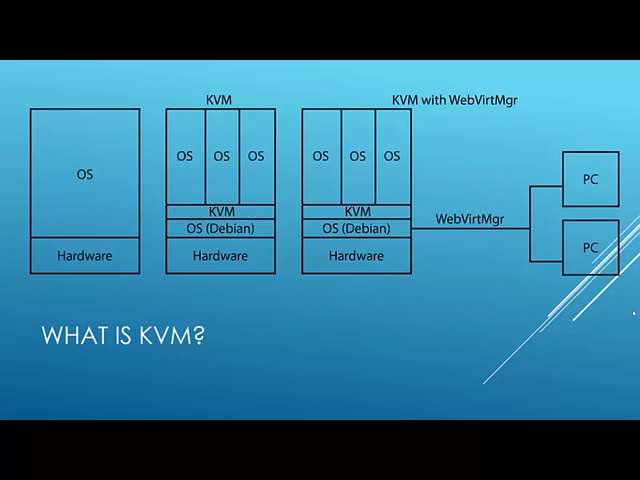 KVM
KVM with WebVirtMgr
OS
OS OS OS
OS OS OS
PC
KVM
KVM
WebVirtMgr
OS (Debian)
OS (Debian)
PC
Hardware
Hardware
Hardware
WHAT IS KVM?